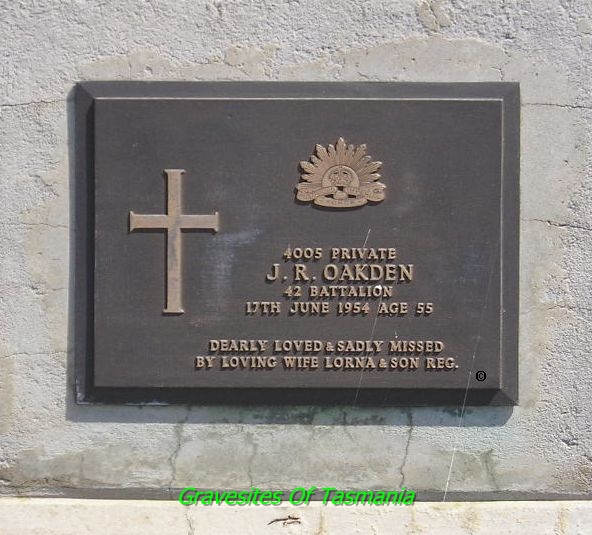 4005 PRIVATE
J. R. OAKDEN
42 BATTALION
17TH JUNE 1954 AGE 55
DEARLY LOVED & SADLY MISSED
BY LOVING WIFE LORNA & SON REG.
©
Gravesites Of Tasmania